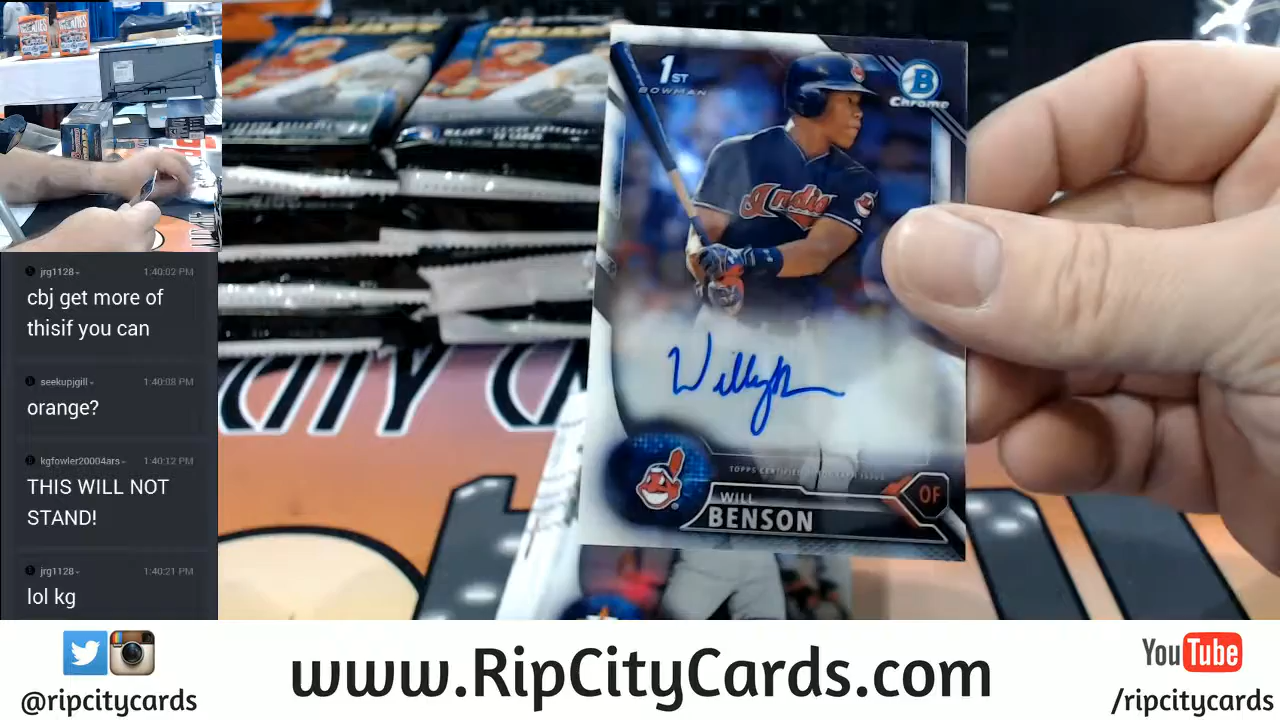 jrg1128
1:40:02 PM
cbj get more of
thisif you can
seekupjgill
1:40:08 PM
orange?
kgfowler20004ars
1:40:12 PM
THIS WILL NOT
STAND!
jrg1128
1:40:21 PM
lol kg
1ST
BOWMAN
B
Chrome
Indians
WILL
BENSON
OF
CITY
@ripcitycards
www.RipCityCards.com
YouTube
/ripcitycards